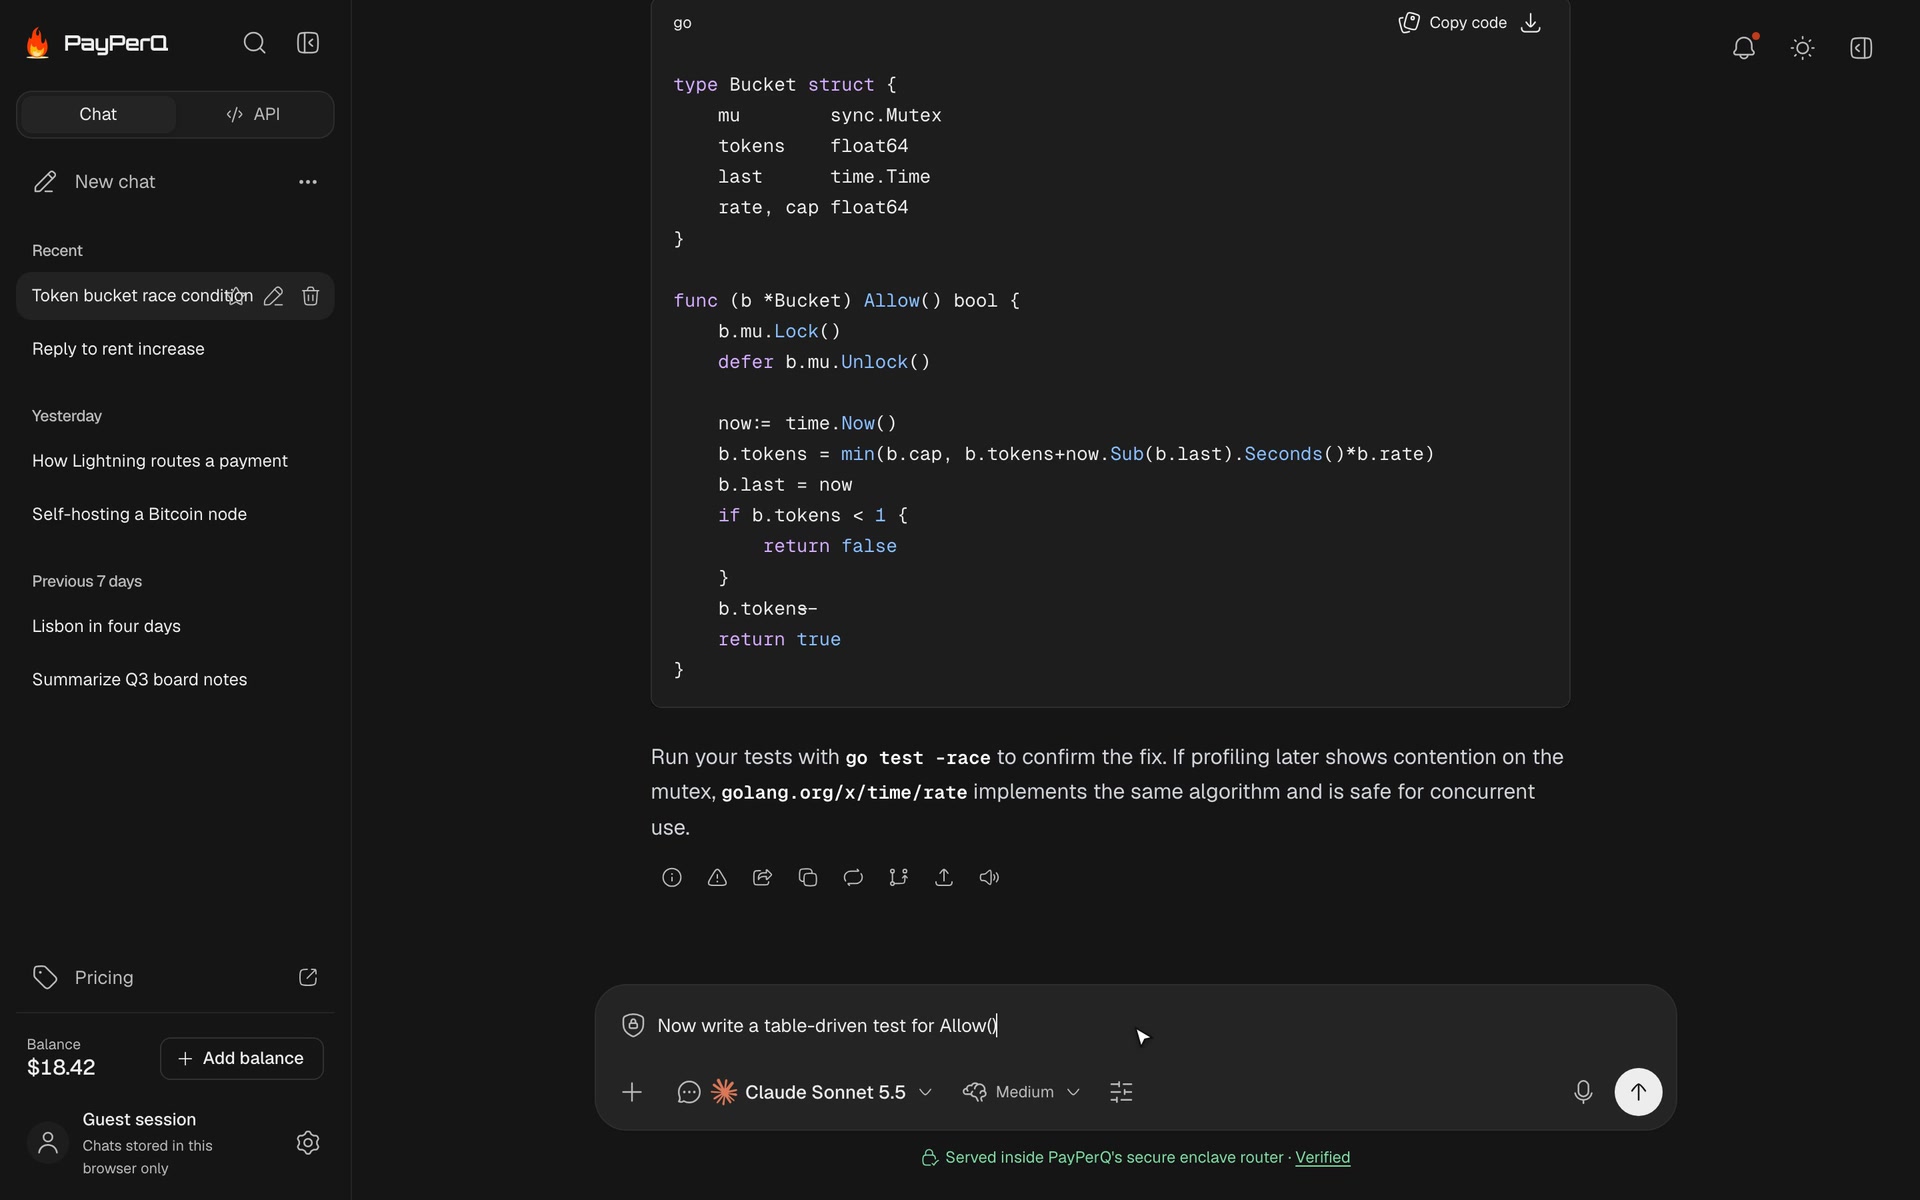 PayPerQ
Chat
</> API
New chat
Recent
Token bucket race condition
Reply to rent increase
Yesterday
How Lightning routes a payment
Self-hosting a Bitcoin node
Previous 7 days
Lisbon in four days
Summarize Q3 board notes
Pricing
Balance
$18.42
+ Add balance
Guest session
Chats stored in this
browser only
go
Copy code
type Bucket struct {
    mu        sync.Mutex
    tokens    float64
    last      time.Time
    rate, cap float64
}
func (b *Bucket) Allow() bool {
    b.mu.Lock()
    defer b.mu.Unlock()
    now:= time.Now()
    b.tokens = min(b.cap, b.tokens+now.Sub(b.last).Seconds()*b.rate)
    b.last = now
    if b.tokens < 1 {
        return false
    }
    b.tokens--
    return true
}
Run your tests with go test -race to confirm the fix. If profiling later shows contention on the
mutex, golang.org/x/time/rate implements the same algorithm and is safe for concurrent
use.
Now write a table-driven test for Allow()
Claude Sonnet 5.5
Medium
Served inside PayPerQ's secure enclave router · Verified